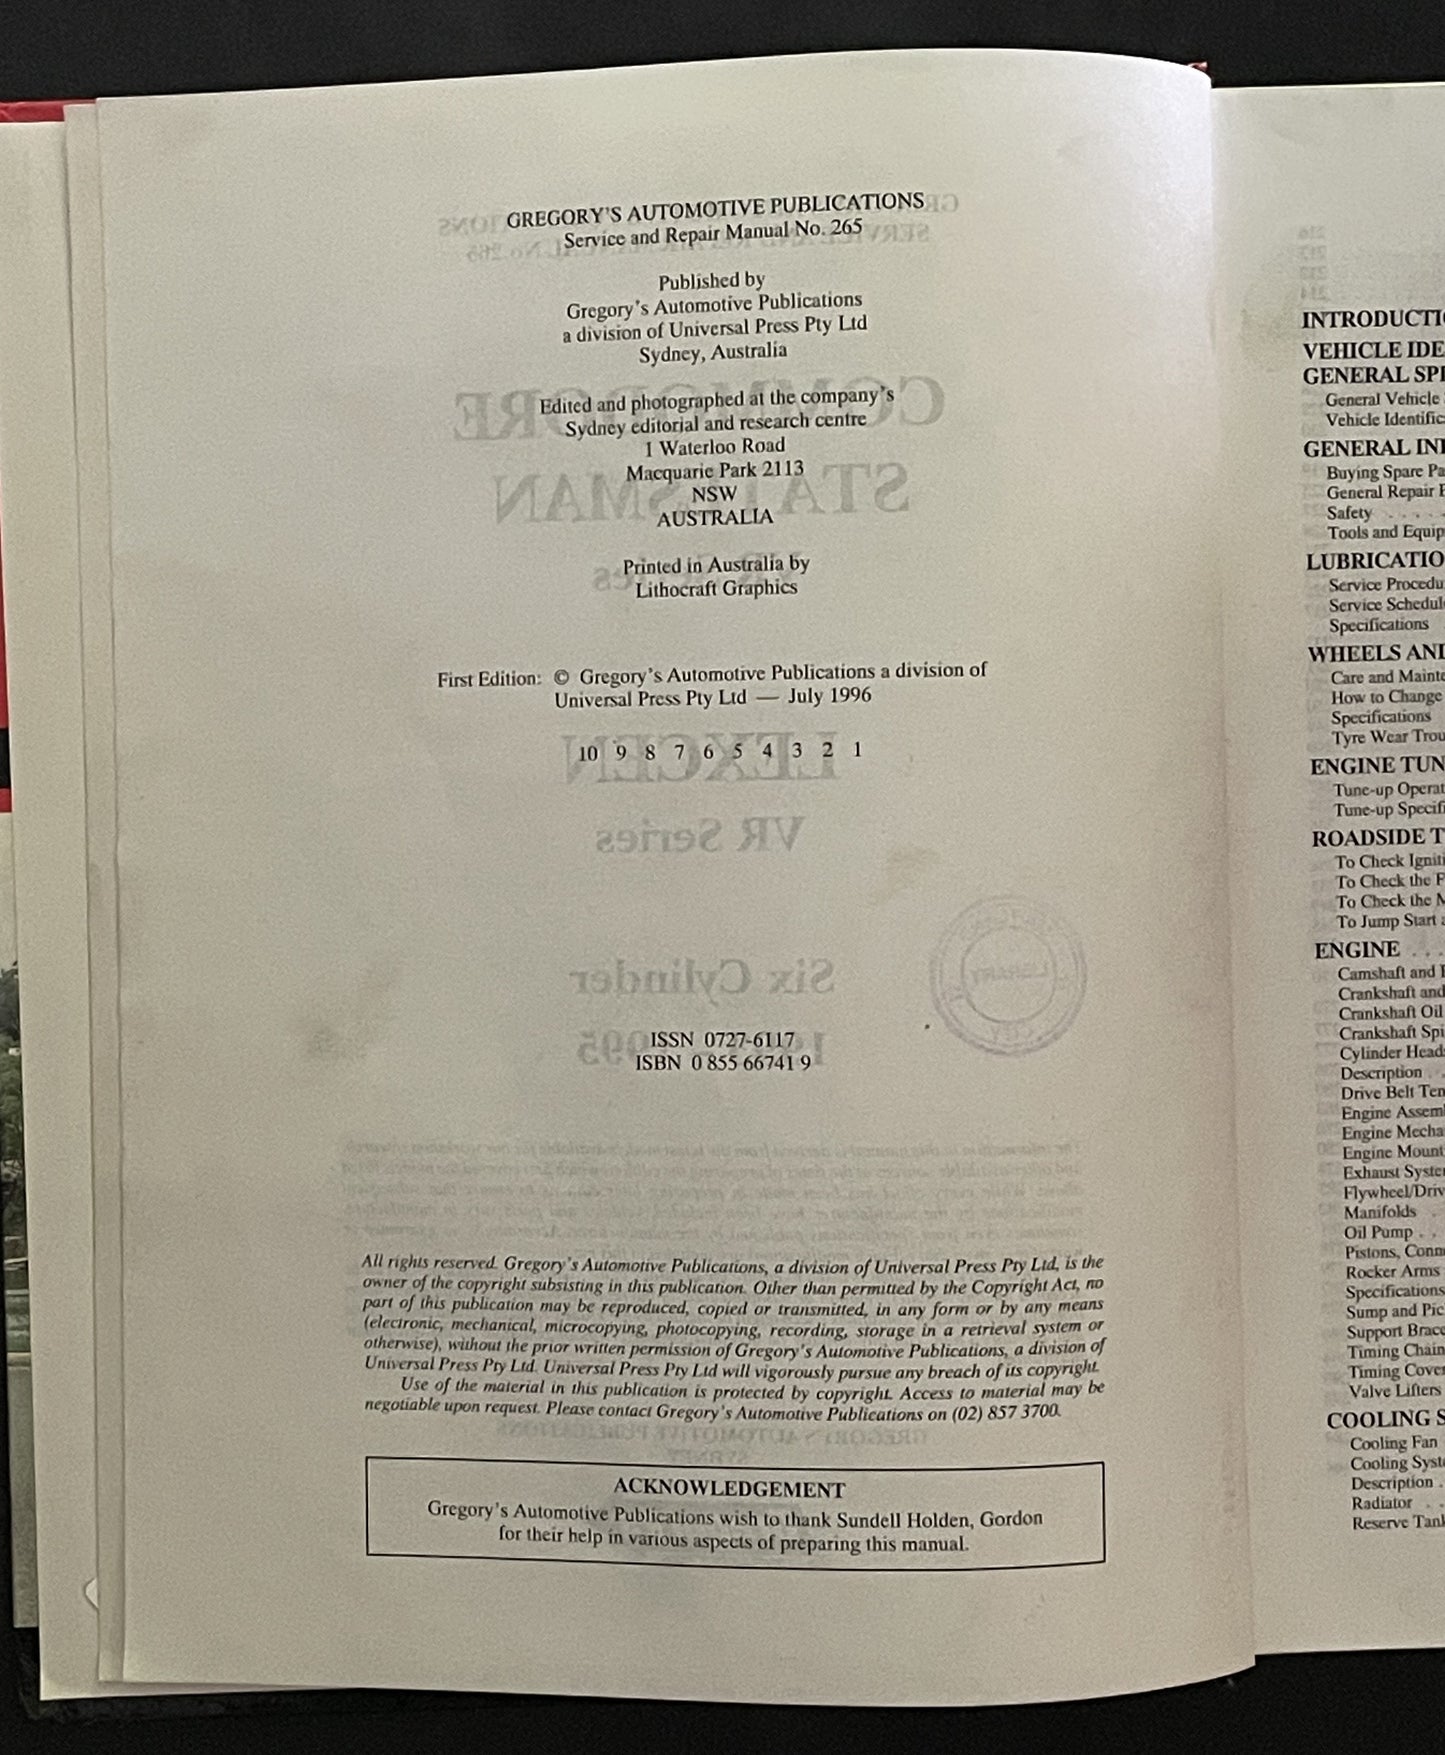 GREGORY'S AUTOMOTIVE PUBLICATIONS
Service and Repair Manual No. 265
Published by
Gregory's Automotive Publications
a division of Universal Press Pty Ltd
Sydney, Australia
Edited and photographed at the company's
Sydney editorial and research centre
1 Waterloo Road
Macquarie Park 2113
NSW
AUSTRALIA
Printed in Australia by
Lithocraft Graphics
First Edition: © Gregory's Automotive Publications a division of
Universal Press Pty Ltd — July 1996
10 9 8 7 6 5 4 3 2 1
ISSN 0727-6117
ISBN 0 855 66741 9
All rights reserved. Gregory's Automotive Publications, a division of Universal Press Pty Ltd, is the
owner of the copyright subsisting in this publication. Other than permitted by the Copyright Act, no
part of this publication may be reproduced, copied or transmitted, in any form or by any means
(electronic, mechanical, microcopying, photocopying, recording, storage in a retrieval system or
otherwise), without the prior written permission of Gregory's Automotive Publications, a division of
Universal Press Pty Ltd. Universal Press Pty Ltd will vigorously pursue any breach of its copyright.
Use of the material in this publication is protected by copyright. Access to material may be
negotiable upon request. Please contact Gregory's Automotive Publications on (02) 857 3700.
ACKNOWLEDGEMENT
Gregory's Automotive Publications wish to thank Sundell Holden, Gordon
for their help in various aspects of preparing this manual.
INTRODUCTI
VEHICLE IDE
GENERAL SP
General Vehicle
Vehicle Identific
GENERAL IN
Buying Spare Pa
General Repair
Safety
Tools and Equip
LUBRICATIO
Service Procedu
Service Schedul
Specifications
WHEELS AN
Care and Mainte
How to Change
Specifications
Tyre Wear Trou
ENGINE TUN
Tune-up Operat
Tune-up Specif
ROADSIDE T
To Check Ignit
To Check the F
To Check the M
To Jump Start a
ENGINE
Camshaft and
Crankshaft and
Crankshaft Oil
Crankshaft Spi
Cylinder Head
Description
Drive Belt Ten
Engine Assem
Engine Mecha
Engine Mount
Exhaust Syste
Flywheel/Driv
Manifolds
Oil Pump
Pistons, Conn
Rocker Arms
Specifications
Sump and Pic
Support Brac
Timing Chain
Timing Cover
Valve Lifters
COOLING S
Cooling Fan
Cooling Syst
Description
Radiator
Reserve Tank